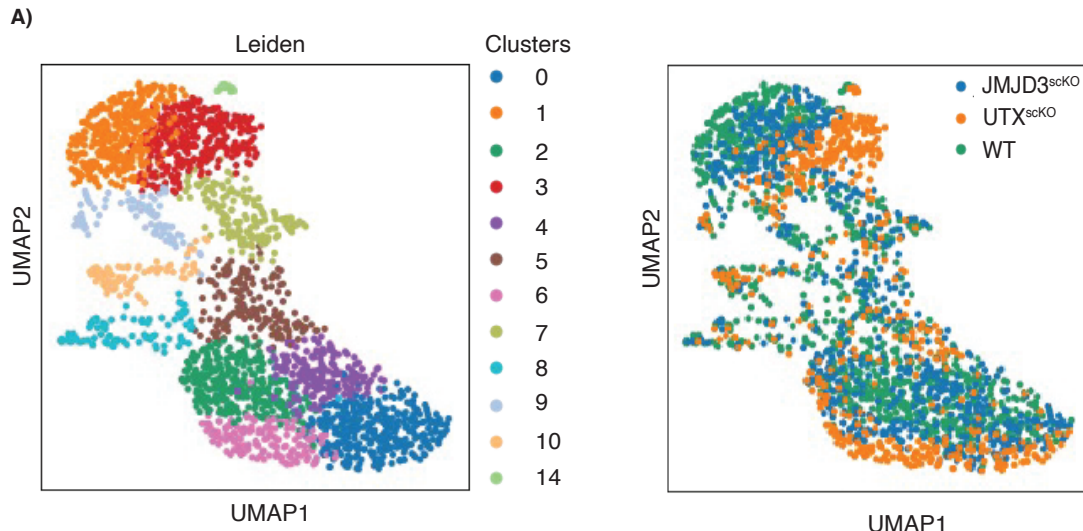 A)
Leiden
Clusters
0
1
2
3
4
5
6
7
8
9
10
14
UMAP2
UMAP1
JMJD3scKO
UTXscKO
WT
UMAP2
UMAP1